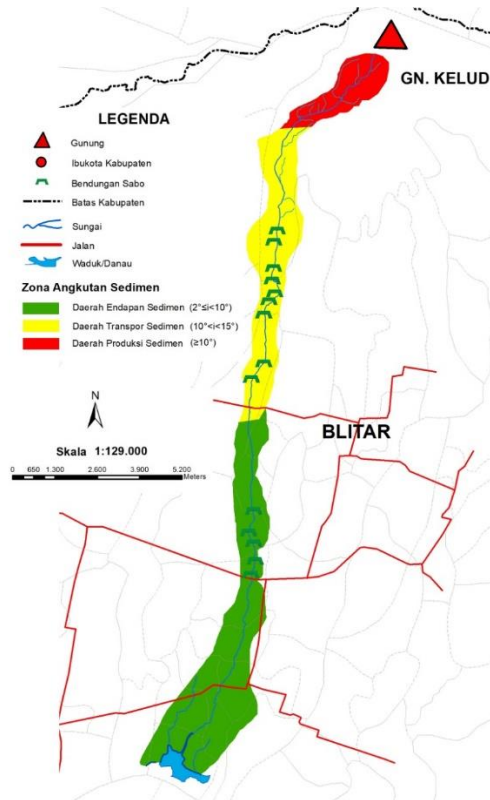 GN. KELUD
LEGENDA
Gunung
Ibukota Kabupaten
Bendungan Sabo
Batas Kabupaten
Sungai
Jalan
Waduk/Danau
Zona Angkutan Sedimen
Daerah Endapan Sedimen (2°≤i<10°)
Daerah Transpor Sedimen (10°<i<15°)
Daerah Produksi Sedimen (≥10°)
N
Skala 1:129.000
0 650 1.300 2.600 3.900 5.200
Meters
BLITAR